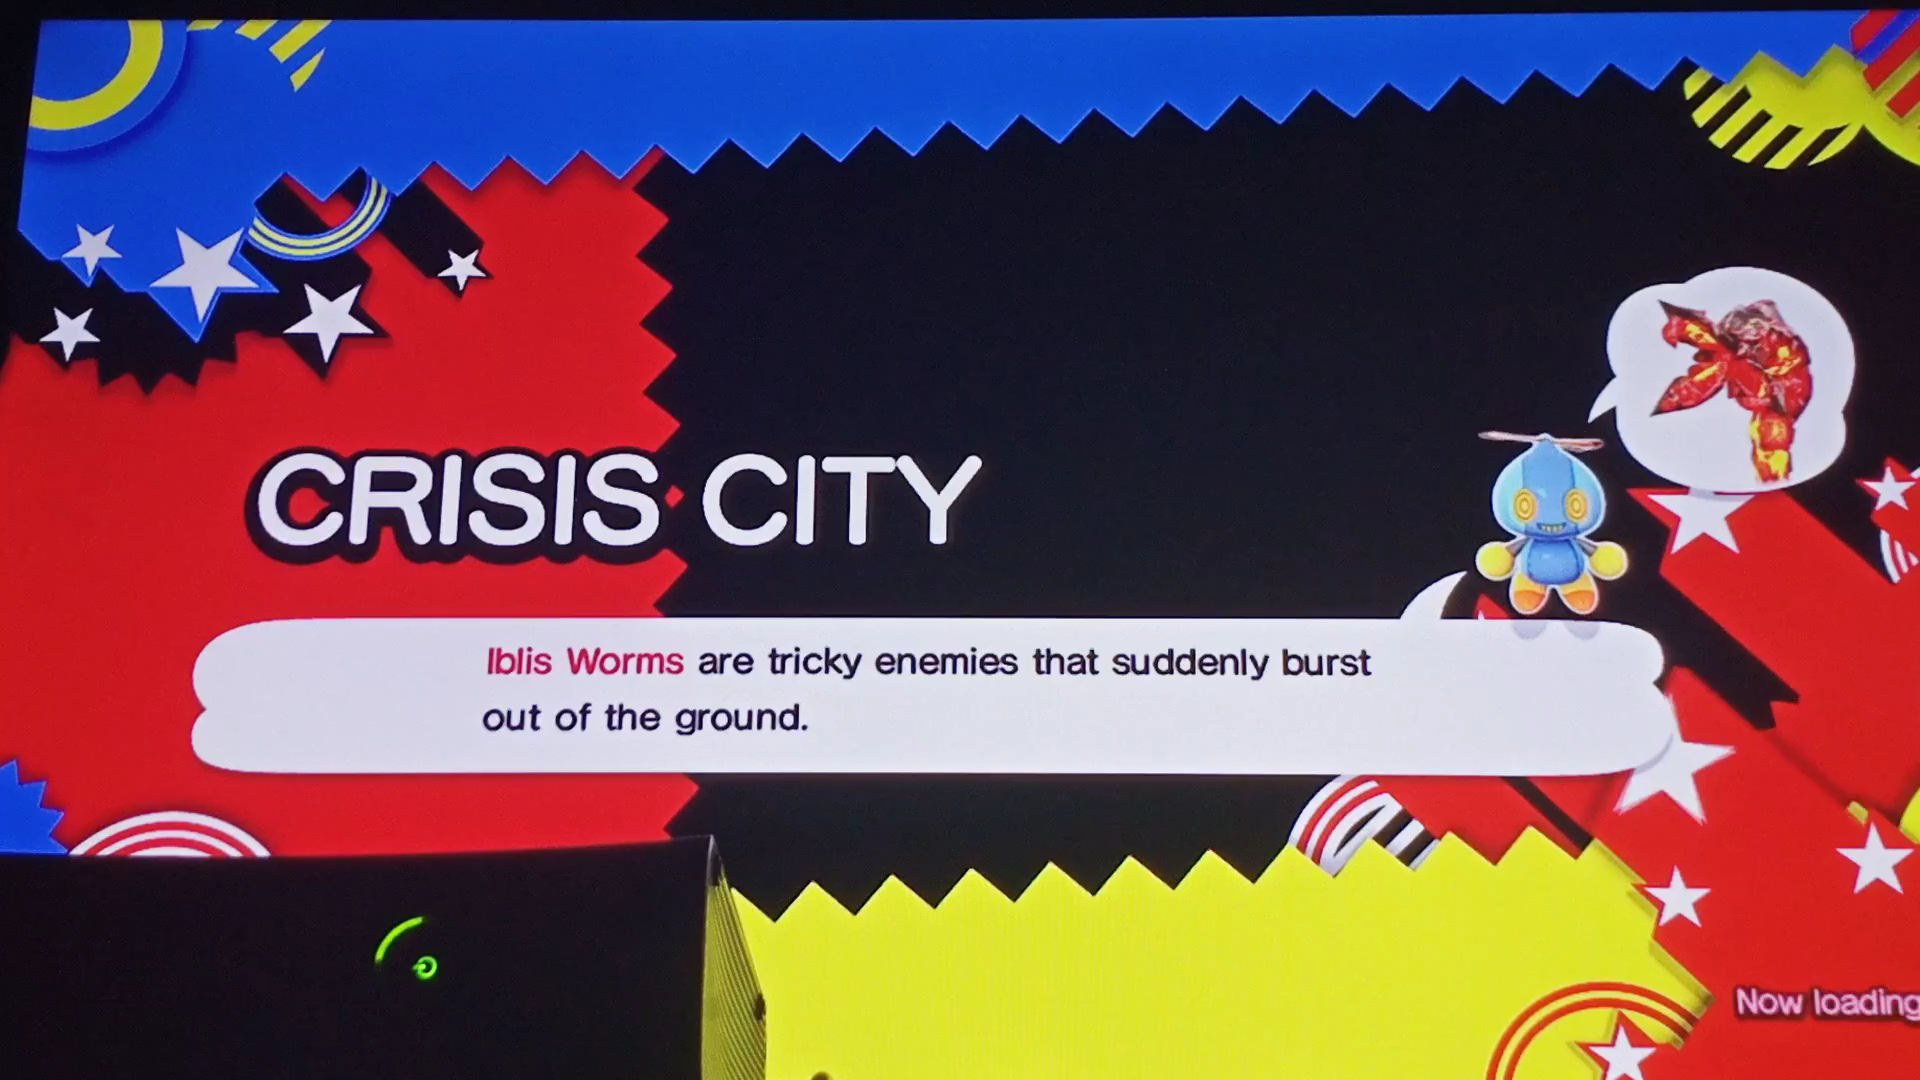 CRISIS CITY
Iblis Worms are tricky enemies that suddenly burst
out of the ground.
Now loading